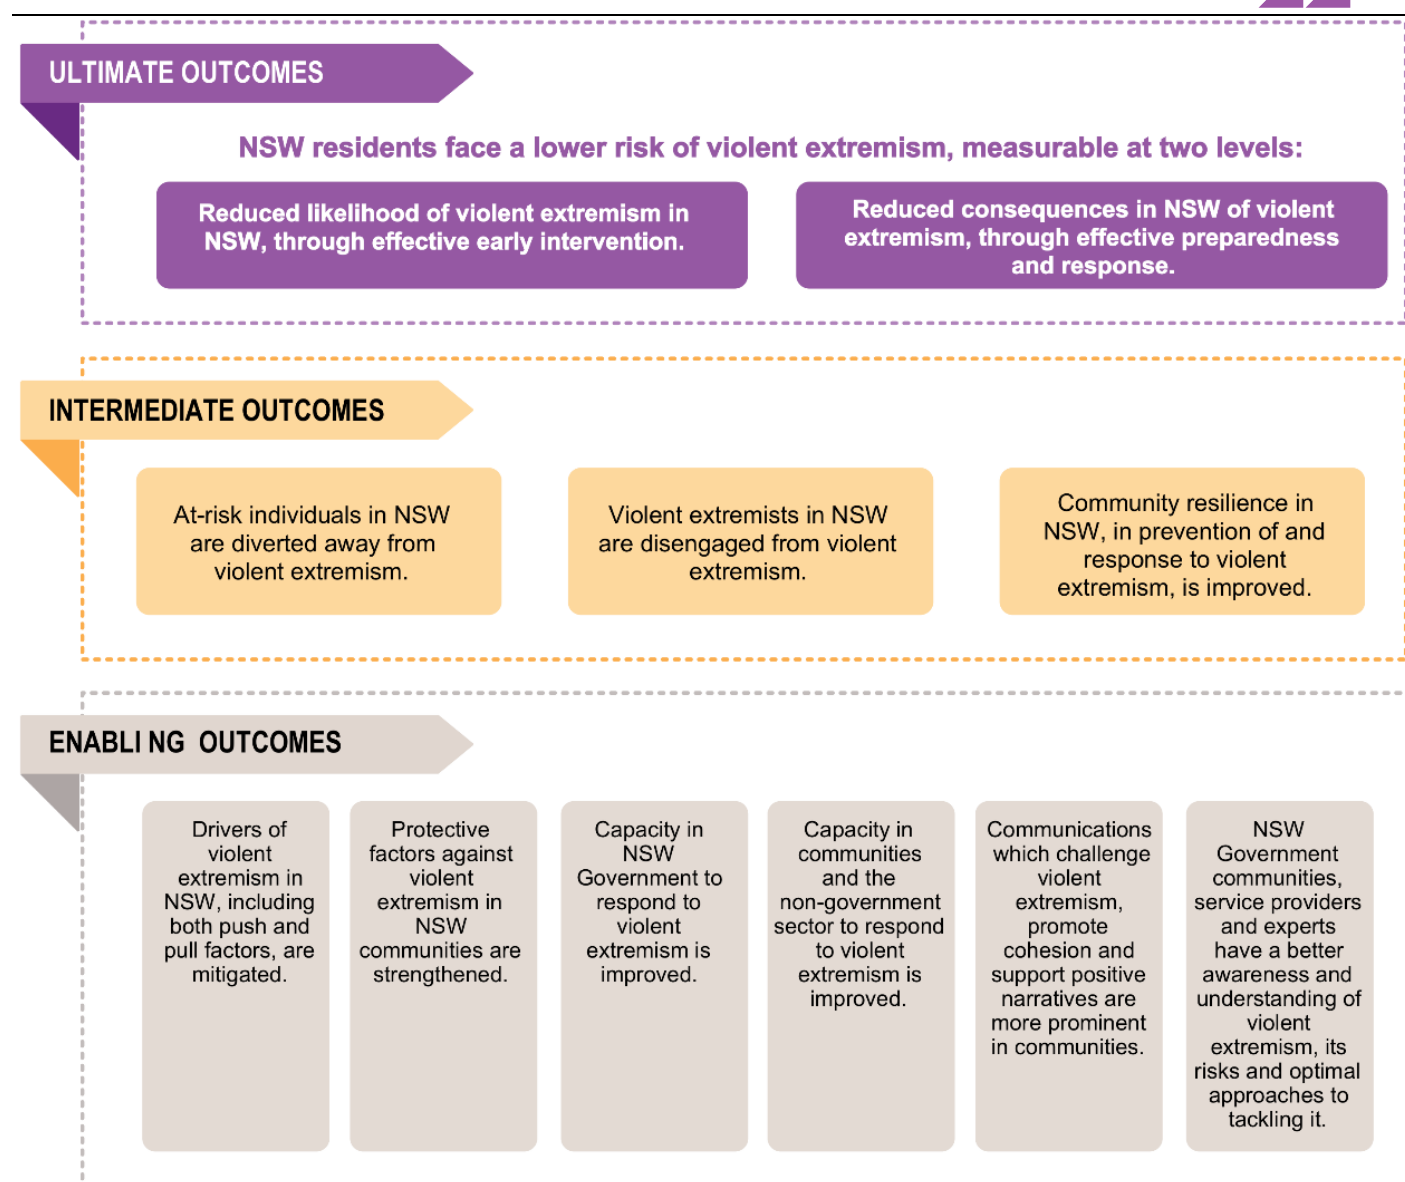 ULTIMATE OUTCOMES
NSW residents face a lower risk of violent extremism, measurable at two levels:
Reduced likelihood of violent extremism in
NSW, through effective early intervention.
Reduced consequences in NSW of violent
extremism, through effective preparedness
and response.
INTERMEDIATE OUTCOMES
At-risk individuals in NSW
are diverted away from
violent extremism.
Violent extremists in NSW
are disengaged from violent
extremism.
Community resilience in
NSW, in prevention of and
response to violent
extremism, is improved.
ENABLI NG OUTCOMES
Drivers of
violent
extremism in
NSW, including
both push and
pull factors, are
mitigated.
Protective
factors against
violent
extremism in
NSW
communities are
strengthened.
Capacity in
NSW
Government to
respond to
violent
extremism is
improved.
Capacity in
communities
and the
non-government
sector to respond
to violent
extremism is
improved.
Communications
which challenge
violent
extremism,
promote
cohesion and
support positive
narratives are
more prominent
in communities.
NSW
Government
communities,
service providers
and experts
have a better
awareness and
understanding of
violent
extremism, its
risks and optimal
approaches to
tackling it.